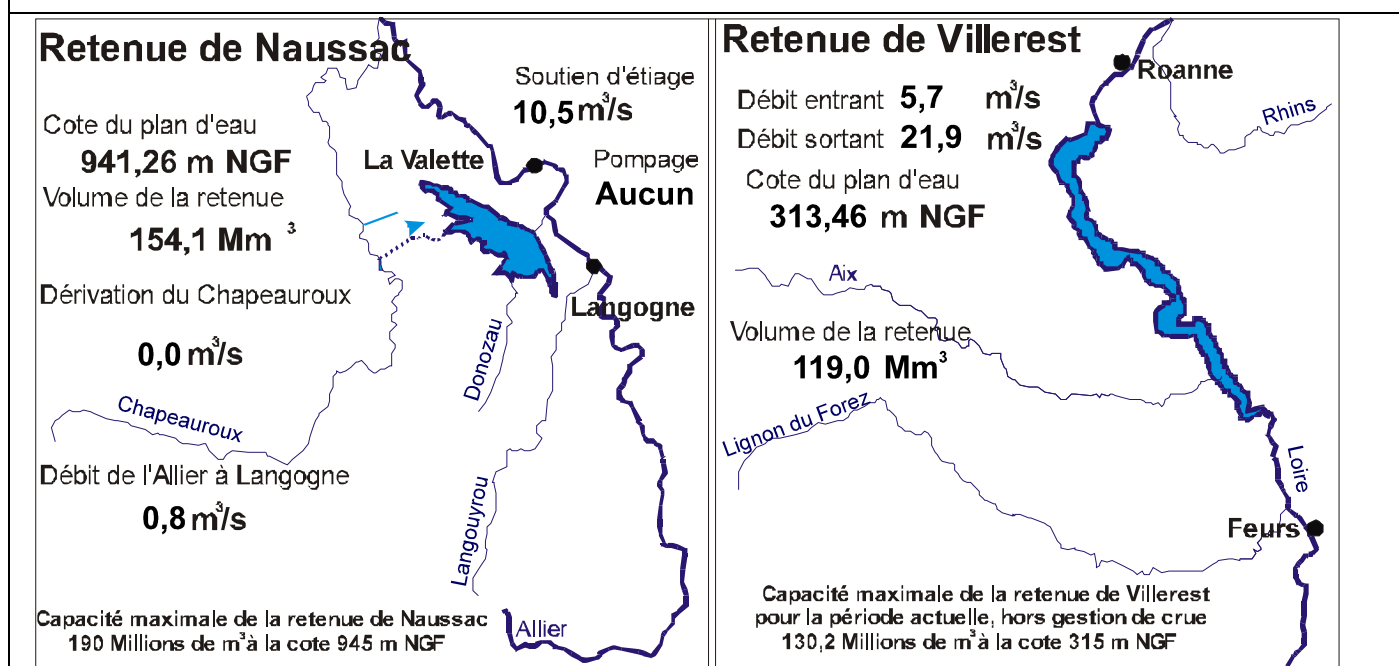 Retenue de Naussac
Soutien d'étiage
10,5 m³/s
Cote du plan d'eau
941,26 m NGF
La Valette
Pompage
Aucun
Volume de la retenue
154,1 Mm³
Dérivation du Chapeauroux
0,0 m³/s
Langogne
Donozau
Chapeauroux
Débit de l'Allier à Langogne
0,8 m³/s
Langouyrou
Allier
Capacité maximale de la retenue de Naussac
190 Millions de m³ à la cote 945 m NGF
Retenue de Villerest
Roanne
Débit entrant 5,7 m³/s
Rhins
Débit sortant 21,9 m³/s
Cote du plan d'eau
313,46 m NGF
Aix
Volume de la retenue
119,0 Mm³
Lignon du Forez
Loire
Feurs
Capacité maximale de la retenue de Villerest
pour la période actuelle, hors gestion de crue
130,2 Millions de m³ à la cote 315 m NGF